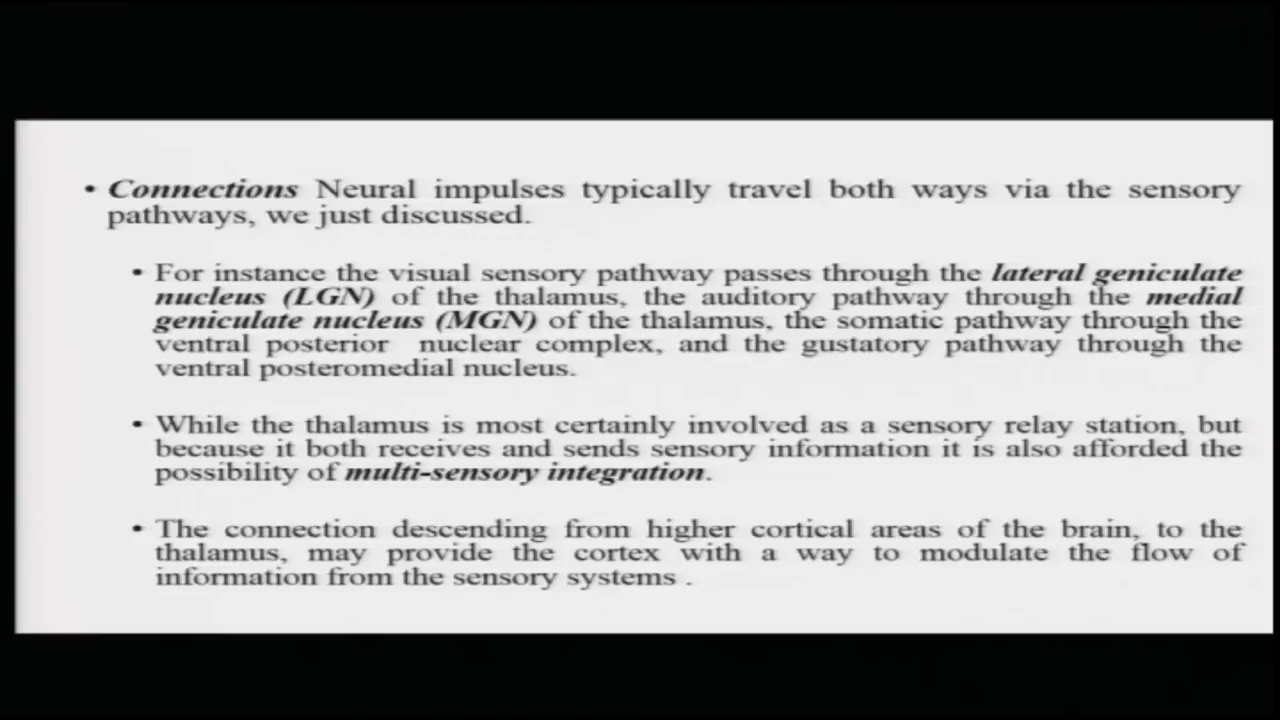 • Connections Neural impulses typically travel both ways via the sensory
pathways, we just discussed.
• For instance the visual sensory pathway passes through the lateral geniculate
nucleus (LGN) of the thalamus, the auditory pathway through the medial
geniculate nucleus (MGN) of the thalamus, the somatic pathway through the
ventral posterior nuclear complex, and the gustatory pathway through the
ventral posteromedial nucleus.
• While the thalamus is most certainly involved as a sensory relay station, but
because it both receives and sends sensory information it is also afforded the
possibility of multi-sensory integration.
• The connection descending from higher cortical areas of the brain, to the
thalamus, may provide the cortex with a way to modulate the flow of
information from the sensory systems .